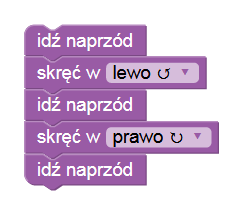 idź naprzód
skręć w lewo ↺
idź naprzód
skręć w prawo ↻
idź naprzód